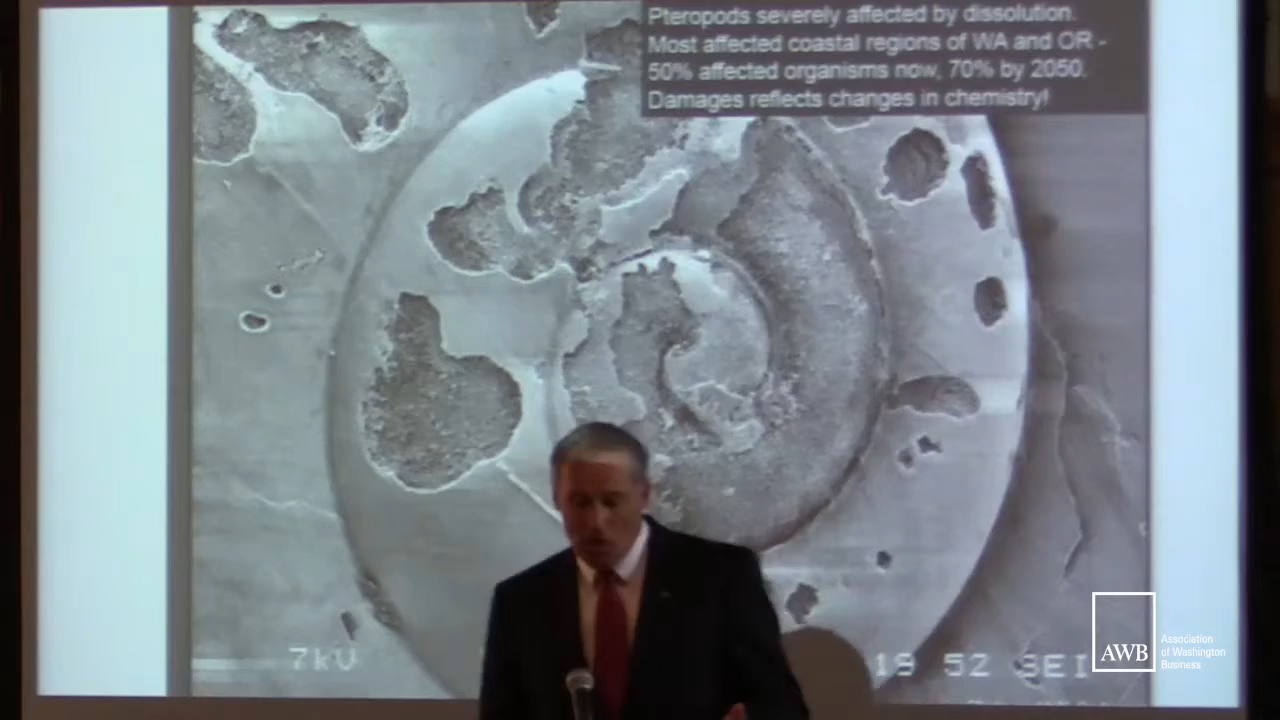 Pteropods severely affected by dissolution.
Most affected coastal regions of WA and OR -
50% affected organisms now, 70% by 2050.
Damages reflects changes in chemistry!
7kV
19 52 SEI
AWB
Association
of Washington
Business